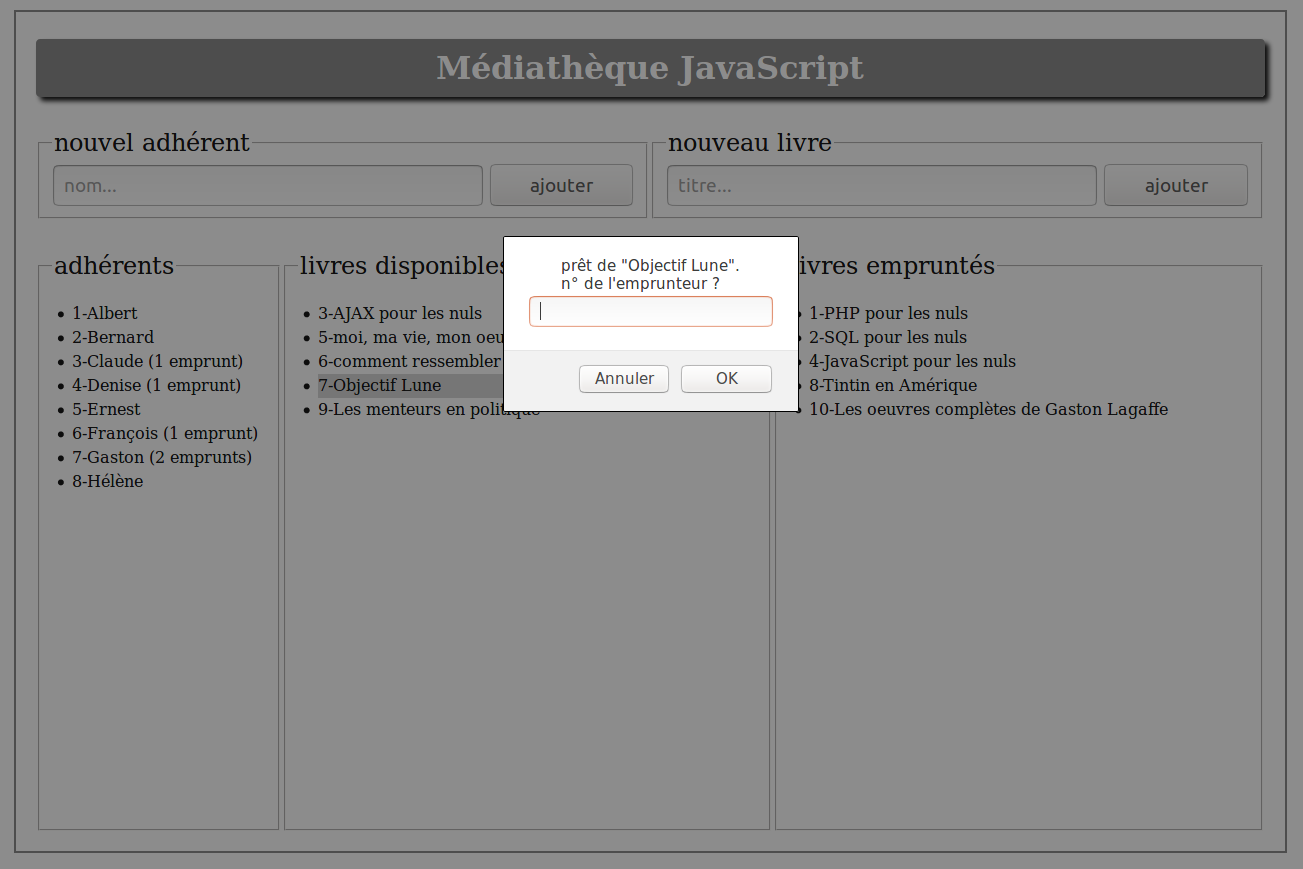 Médiathèque JavaScript
nouvel adhérent
nom...
ajouter
nouveau livre
titre...
ajouter
adhérents
1-Albert
2-Bernard
3-Claude (1 emprunt)
4-Denise (1 emprunt)
5-Ernest
6-François (1 emprunt)
7-Gaston (2 emprunts)
8-Hélène
livres disponibles
3-AJAX pour les nuls
5-moi, ma vie, mon oeu
6-comment ressembler
7-Objectif Lune
9-Les menteurs en politique
prêt de "Objectif Lune".
n° de l'emprunteur ?
Annuler
OK
ivres empruntés
1-PHP pour les nuls
2-SQL pour les nuls
4-JavaScript pour les nuls
8-Tintin en Amérique
10-Les oeuvres complètes de Gaston Lagaffe